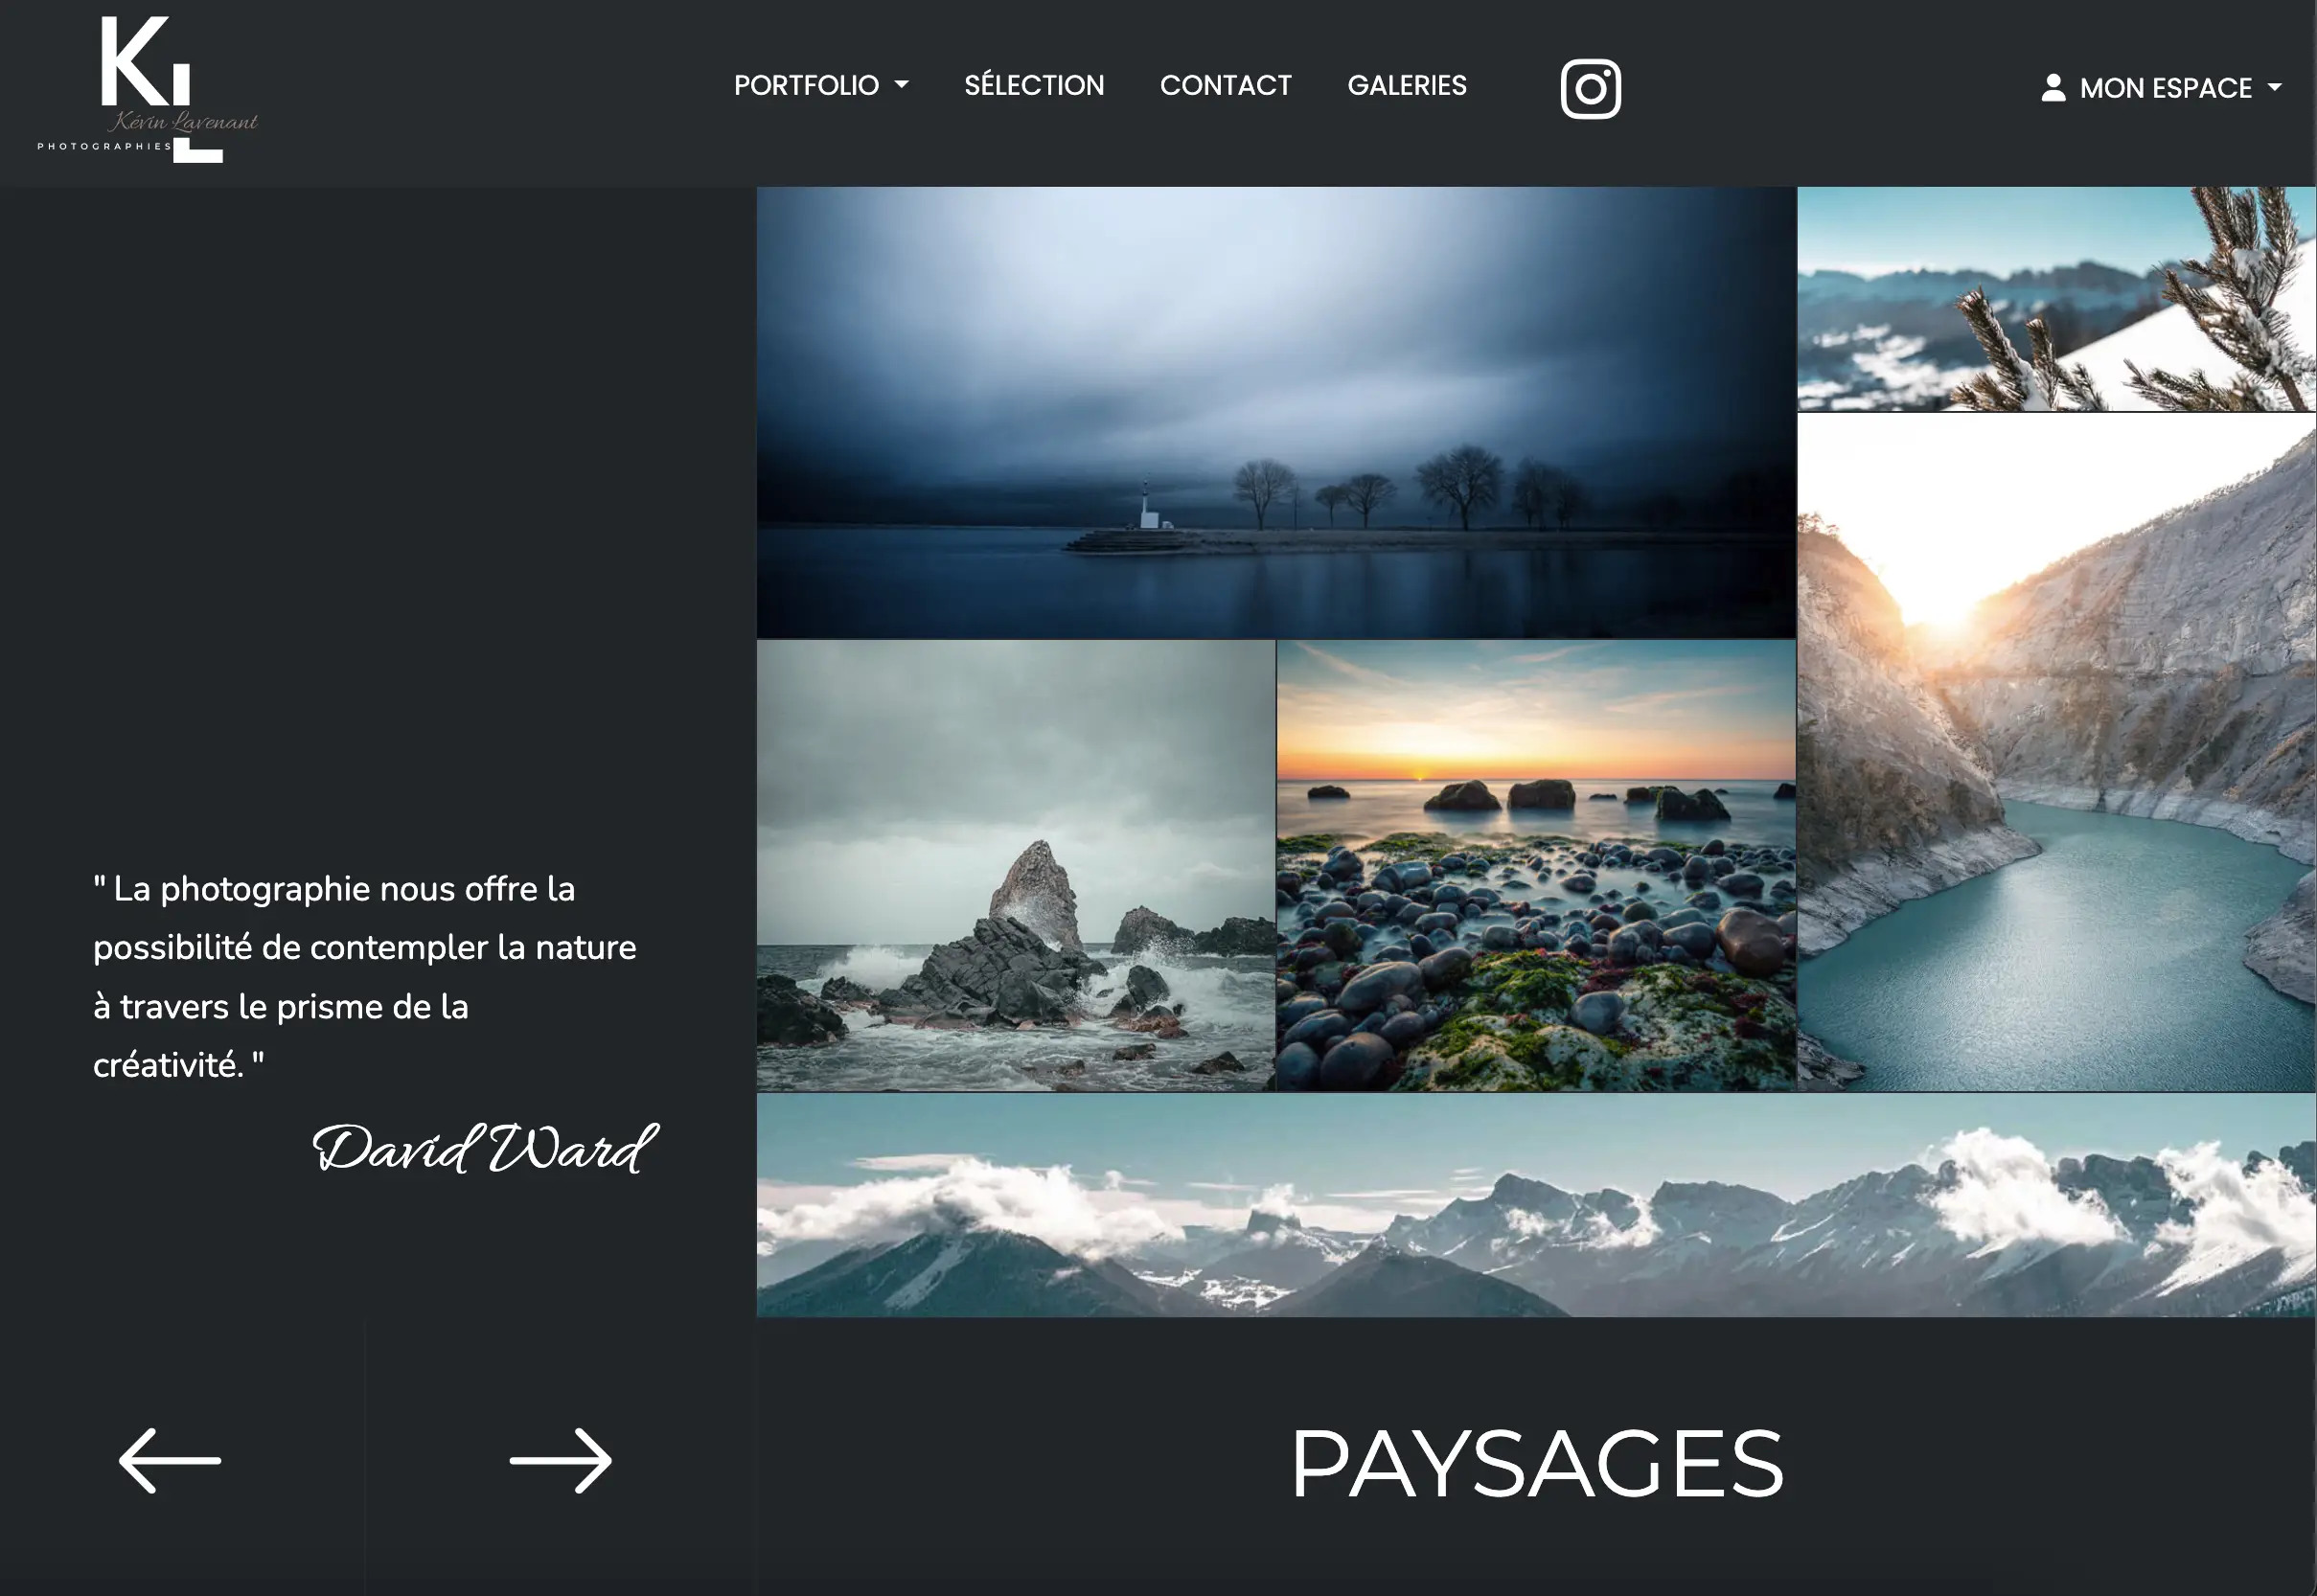 KL
Kévin Lavenant
PHOTOGRAPHIES
PORTFOLIO
SÉLECTION
CONTACT
GALERIES
MON ESPACE
" La photographie nous offre la
possibilité de contempler la nature
à travers le prisme de la
créativité. "
David Ward
PAYSAGES